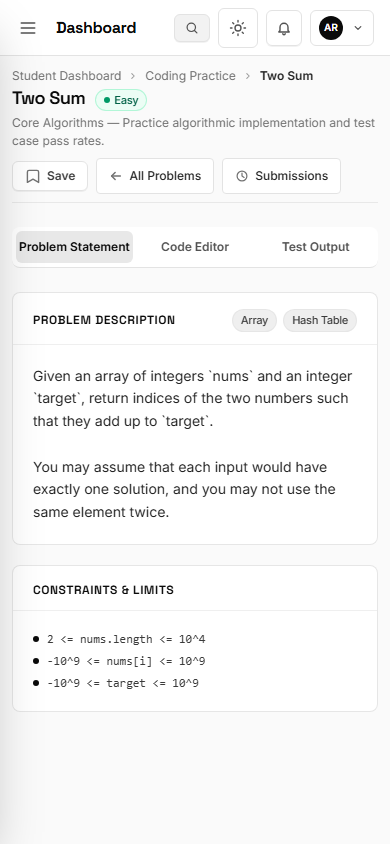 Dashboard
AR
Student Dashboard > Coding Practice > Two Sum
Two Sum Easy
Core Algorithms — Practice algorithmic implementation and test
case pass rates.
Save All Problems Submissions
Problem Statement Code Editor Test Output
PROBLEM DESCRIPTION Array Hash Table
Given an array of integers `nums` and an integer
`target`, return indices of the two numbers such
that they add up to `target`.
You may assume that each input would have
exactly one solution, and you may not use the
same element twice.
CONSTRAINTS & LIMITS
2 <= nums.length <= 10^4
-10^9 <= nums[i] <= 10^9
-10^9 <= target <= 10^9